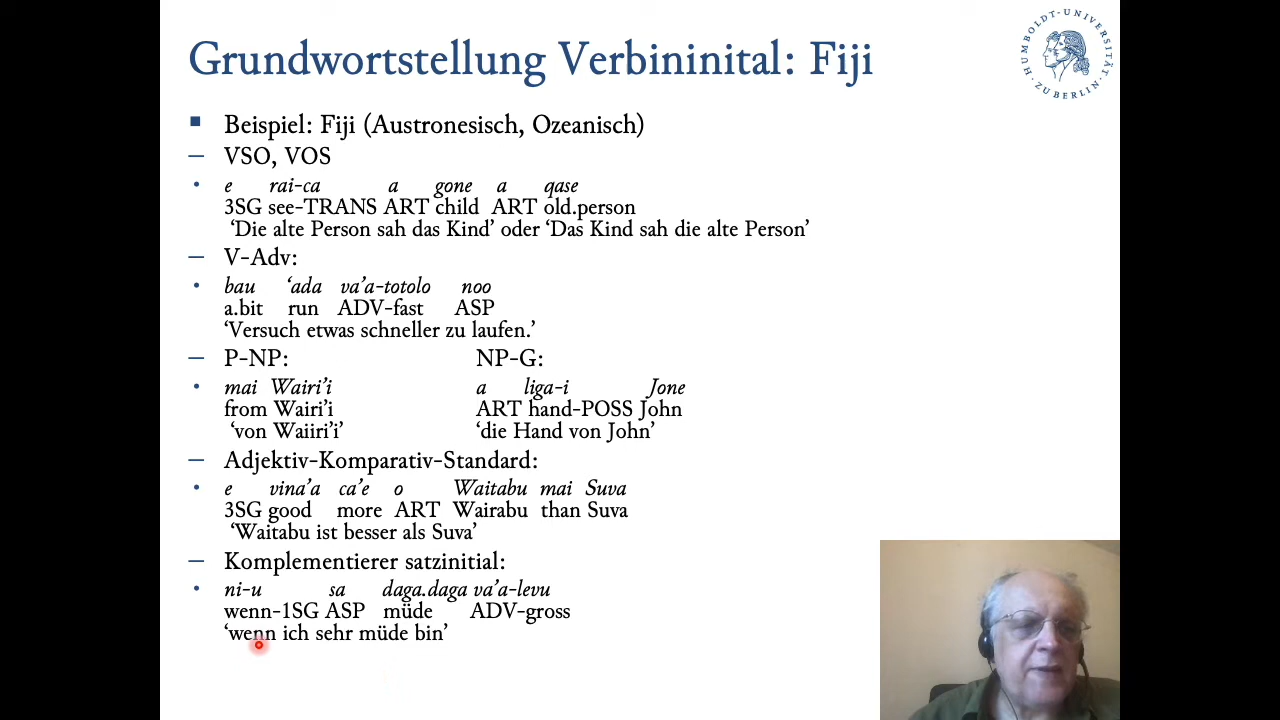 Grundwortstellung Verbininital: Fiji
HUMBOLDT-UNIVERSITÄT · ZU BERLIN ·
Beispiel: Fiji (Austronesisch, Ozeanisch)
– VSO, VOS
• e rai-ca a gone a qase
3SG see-TRANS ART child ART old.person
‘Die alte Person sah das Kind’ oder ‘Das Kind sah die alte Person’
– V-Adv:
• bau ‘ada va’a-totolo noo
a.bit run ADV-fast ASP
‘Versuch etwas schneller zu laufen.’
– P-NP: NP-G:
• mai Wairi’i a liga-i Jone
from Wairi’i ART hand-POSS John
‘von Waiiri’i’ ‘die Hand von John’
– Adjektiv-Komparativ-Standard:
• e vina’a ca’e o Waitabu mai Suva
3SG good more ART Wairabu than Suva
‘Waitabu ist besser als Suva’
– Komplementierer satzinitial:
• ni-u sa daga.daga va’a-levu
wenn-1SG ASP müde ADV-gross
‘wenn ich sehr müde bin’